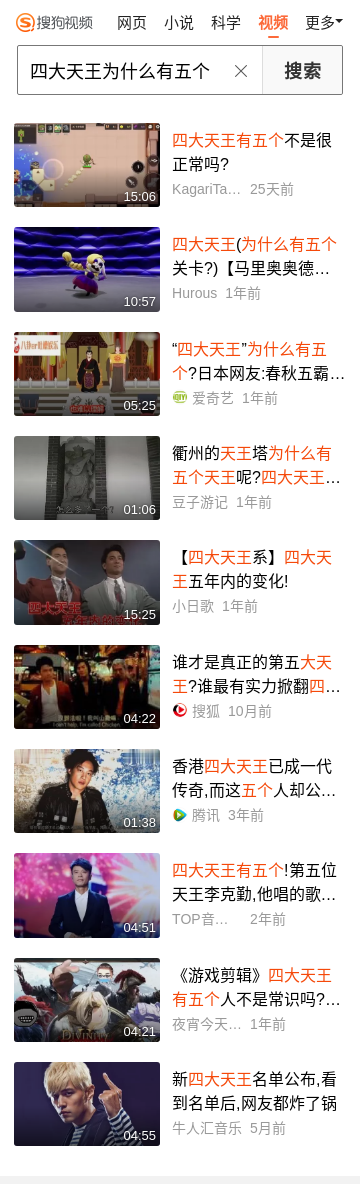 搜狗视频
网页 小说 科学 视频 更多
四大天王为什么有五个
搜索
15:06
四大天王有五个不是很
正常吗?
KagariTa... 25天前
10:57
四大天王(为什么有五个
关卡?)【马里奥奥德...
Hurous 1年前
05:25
“四大天王”为什么有五
个?日本网友:春秋五霸...
爱奇艺 1年前
01:06
衢州的天王塔为什么有
五个天王呢?四大天王...
豆子游记 1年前
四大天王
15:25
【四大天王系】四大天
王五年内的变化!
小日歌 1年前
04:22
谁才是真正的第五大天
王?谁最有实力掀翻四...
搜狐 10月前
01:38
香港四大天王已成一代
传奇,而这五个人却公...
腾讯 3年前
04:51
四大天王有五个!第五位
天王李克勤,他唱的歌...
TOP音... 2年前
DIVINITY
04:21
《游戏剪辑》四大天王
有五个人不是常识吗?...
夜宵今天... 1年前
04:55
新四大天王名单公布,看
到名单后,网友都炸了锅
牛人汇音乐 5月前